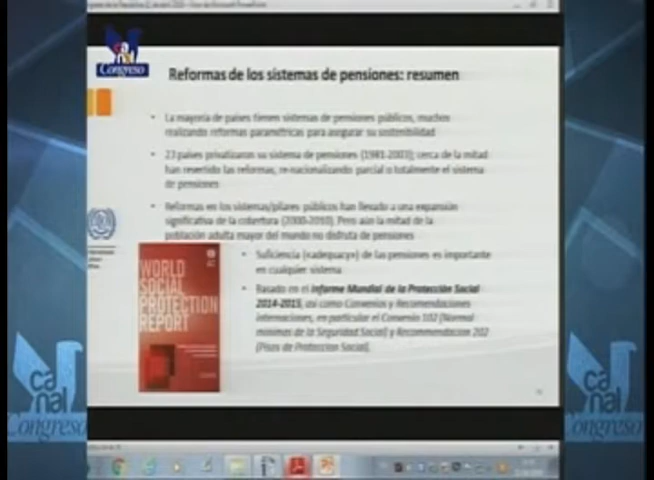 canal
Congreso
Reformas de los sistemas de pensiones: resumen
• La mayoría de países tienen sistemas de pensiones públicos, muchos
realizando reformas paramétricas para asegurar su sostenibilidad
• 23 países privatizaron su sistema de pensiones (1981-2003); cerca de la mitad
han revertido las reformas, re-nacionalizando parcial o totalmente el sistema
de pensiones
• Reformas en los sistemas/pilares públicos han llevado a una expansión
significativa de la cobertura (2000-2010). Pero aún la mitad de la
población adulta mayor del mundo no disfruta de pensiones
• Suficiencia («adequacy») de las pensiones es importante
en cualquier sistema
• Basado en el Informe Mundial de la Protección Social
2014-2015, así como Convenios y Recomendaciones
internaciones, en particular el Convenio 102 [Normal
minimas de la Seguridad Social] y Recommendacion 202
[Pisos de Proteccion Social].
WORLD
SOCIAL
PROTECTION
REPORT
canal
Congreso
canal
Congreso